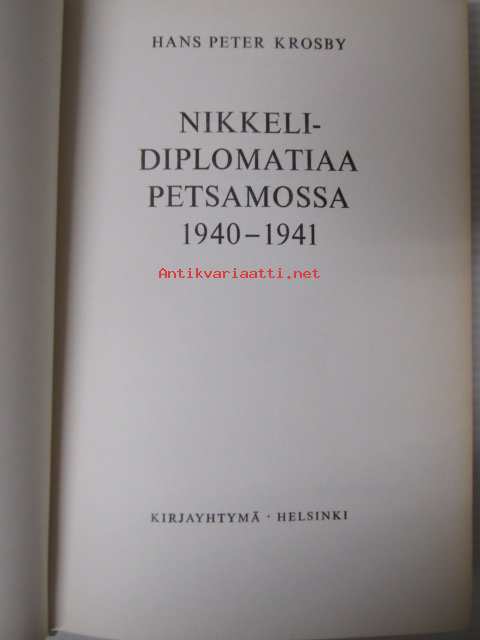 HANS PETER KROSBY
NIKKELI-
DIPLOMATIAA
PETSAMOSSA
1940–1941
Antikvariaatti.net
KIRJAYHTYMÄ · HELSINKI